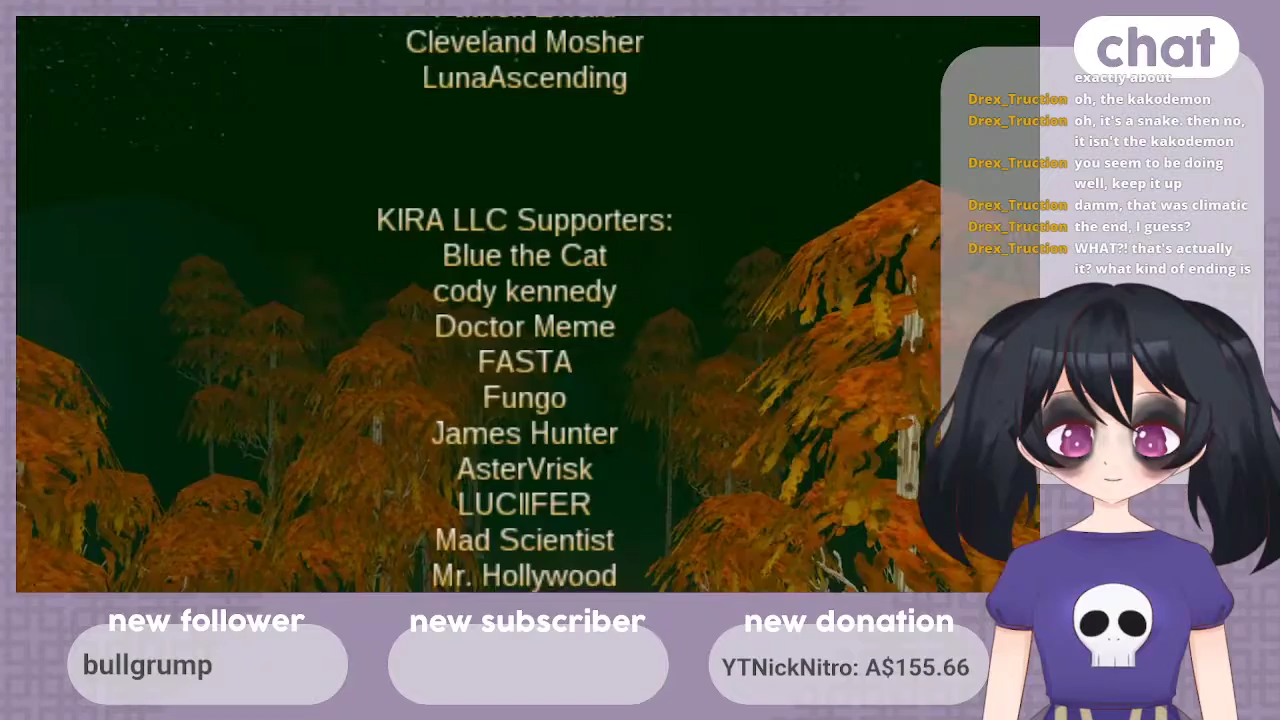 Cleveland Mosher
LunaAscending
KIRA LLC Supporters:
Blue the Cat
cody kennedy
Doctor Meme
FASTA
Fungo
James Hunter
AsterVrisk
LUCIIFER
Mad Scientist
Mr. Hollywood
chat
exactly about
Drex_Truction oh, the kakodemon
Drex_Truction oh, it's a snake. then no,
it isn't the kakodemon
Drex_Truction you seem to be doing
well, keep it up
Drex_Truction damm, that was climatic
Drex_Truction the end, I guess?
Drex_Truction WHAT?! that's actually
it? what kind of ending is
new follower
bullgrump
new subscriber
new donation
YTNickNitro: A$155.66